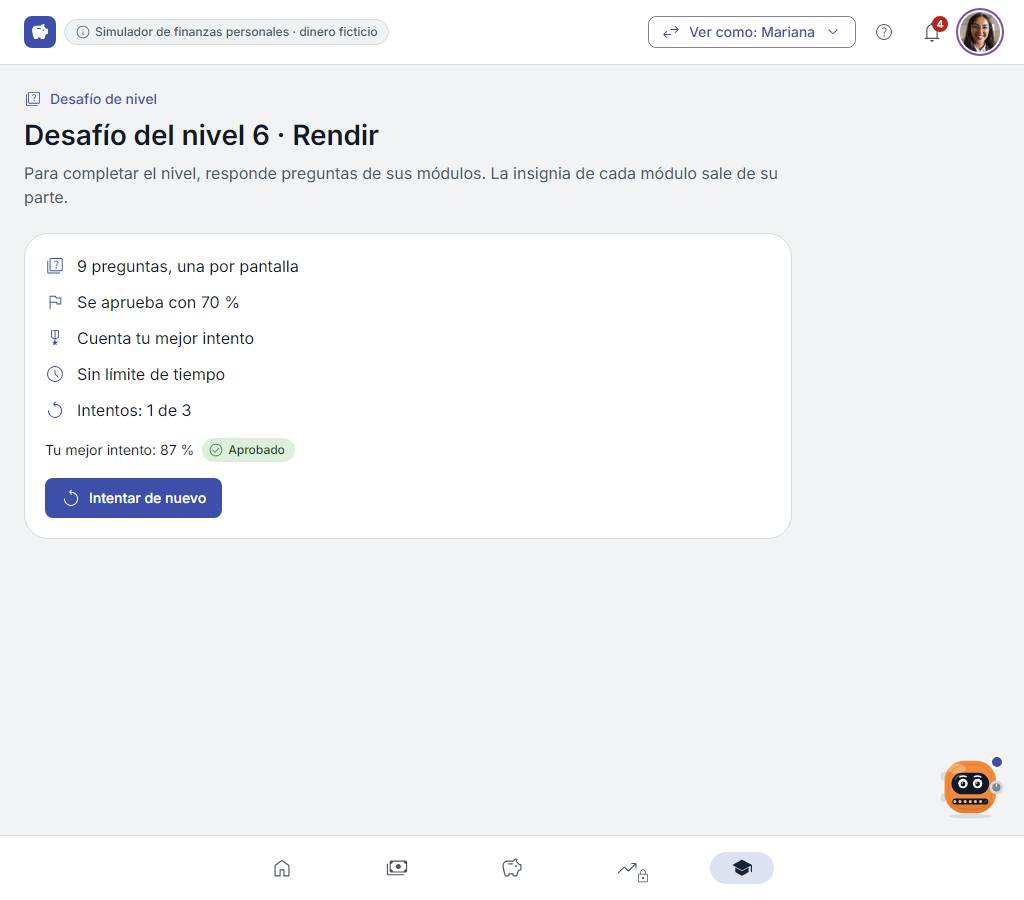 Simulador de finanzas personales · dinero ficticio
Ver como: Mariana
4
Desafío de nivel
Desafío del nivel 6 · Rendir
Para completar el nivel, responde preguntas de sus módulos. La insignia de cada módulo sale de su
parte.
9 preguntas, una por pantalla
Se aprueba con 70 %
Cuenta tu mejor intento
Sin límite de tiempo
Intentos: 1 de 3
Tu mejor intento: 87 % Aprobado
Intentar de nuevo